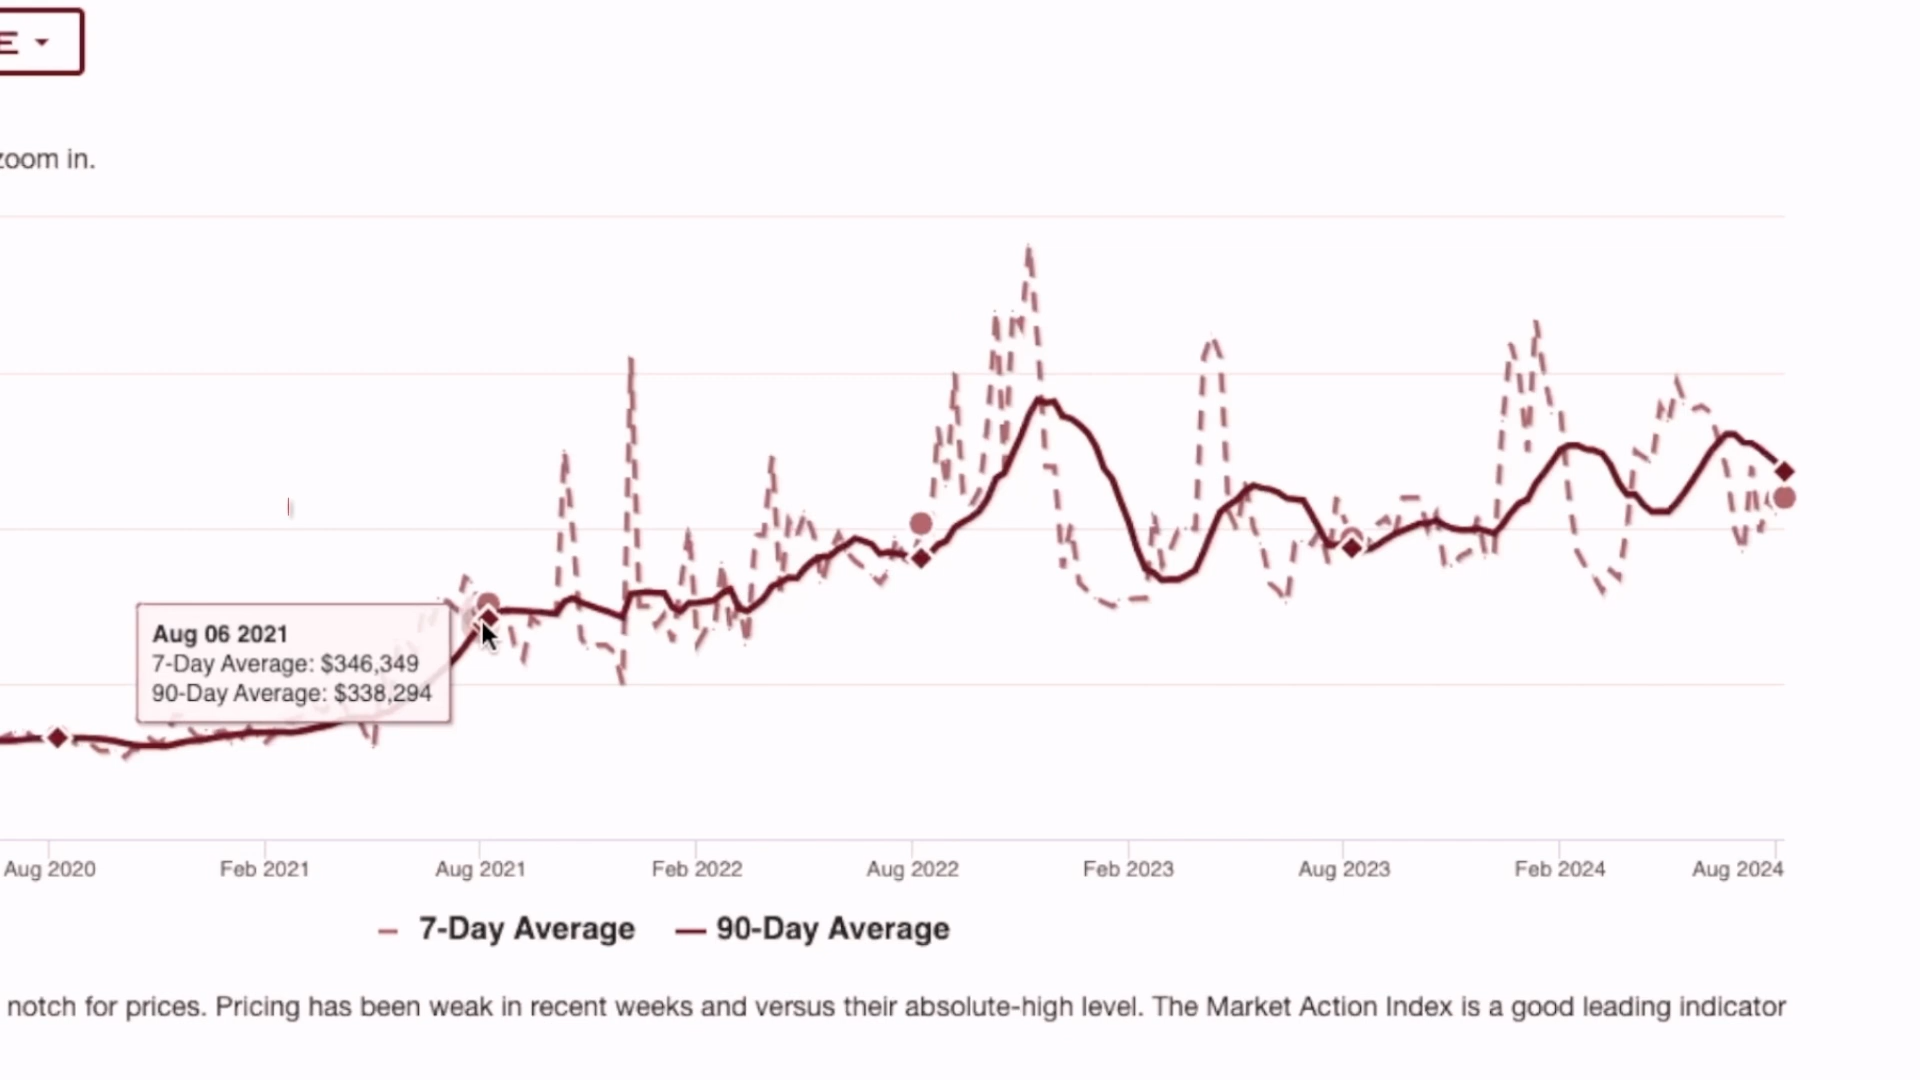 E
zoom in.
Aug 06 2021
7-Day Average: $346,349
90-Day Average: $338,294
Aug 2020 Feb 2021 Aug 2021 Feb 2022 Aug 2022 Feb 2023 Aug 2023 Feb 2024 Aug 2024
7-Day Average 90-Day Average
notch for prices. Pricing has been weak in recent weeks and versus their absolute-high level. The Market Action Index is a good leading indicator